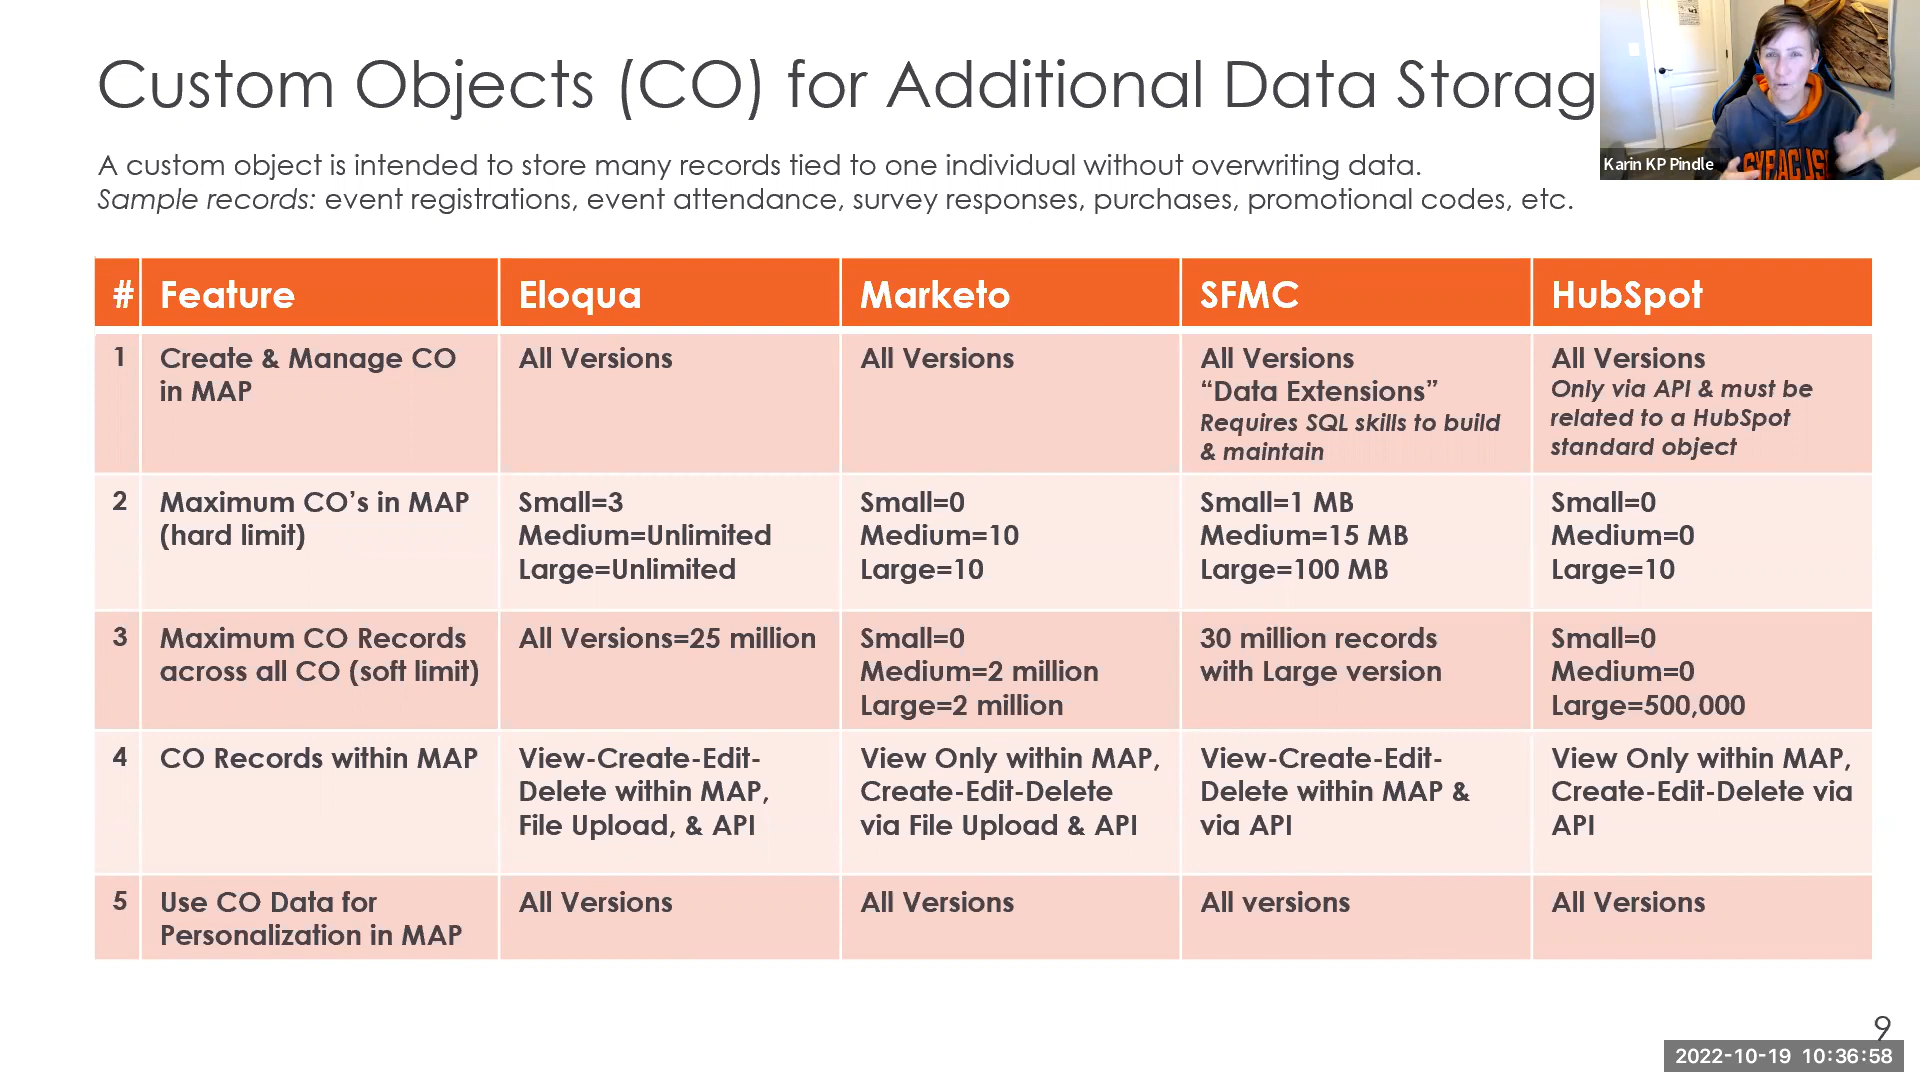 Custom Objects (CO) for Additional Data Storag
A custom object is intended to store many records tied to one individual without overwriting data.
Sample records: event registrations, event attendance, survey responses, purchases, promotional codes, etc.
Karin KP Pindle
SYRACUS
# Feature Eloqua Marketo SFMC HubSpot
1
Create & Manage CO
in MAP
All Versions
All Versions
All Versions
“Data Extensions”
Requires SQL skills to build
& maintain
All Versions
Only via API & must be
related to a HubSpot
standard object
2
Maximum CO’s in MAP
(hard limit)
Small=3
Medium=Unlimited
Large=Unlimited
Small=0
Medium=10
Large=10
Small=1 MB
Medium=15 MB
Large=100 MB
Small=0
Medium=0
Large=10
3
Maximum CO Records
across all CO (soft limit)
All Versions=25 million
Small=0
Medium=2 million
Large=2 million
30 million records
with Large version
Small=0
Medium=0
Large=500,000
4
CO Records within MAP
View-Create-Edit-
Delete within MAP,
File Upload, & API
View Only within MAP,
Create-Edit-Delete
via File Upload & API
View-Create-Edit-
Delete within MAP &
via API
View Only within MAP,
Create-Edit-Delete via
API
5
Use CO Data for
Personalization in MAP
All Versions
All Versions
All versions
All Versions
9
2022-10-19 10:36:58